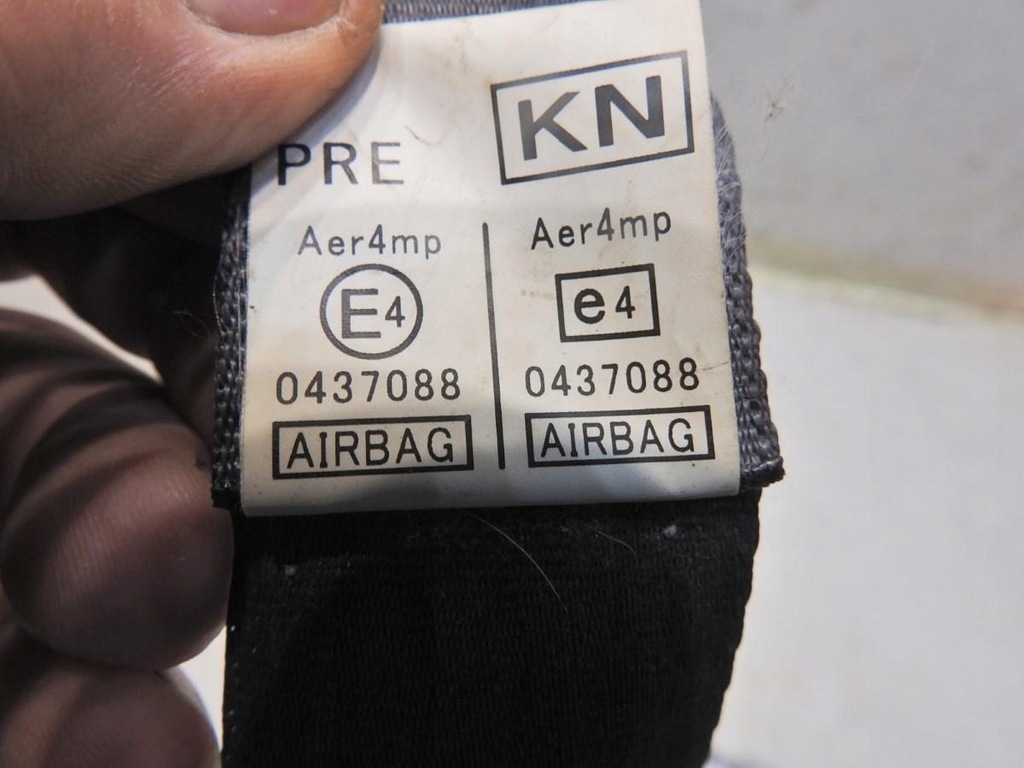 KN
PRE
Aer4mp
E4
0437088
AIRBAG
Aer4mp
e4
0437088
AIRBAG